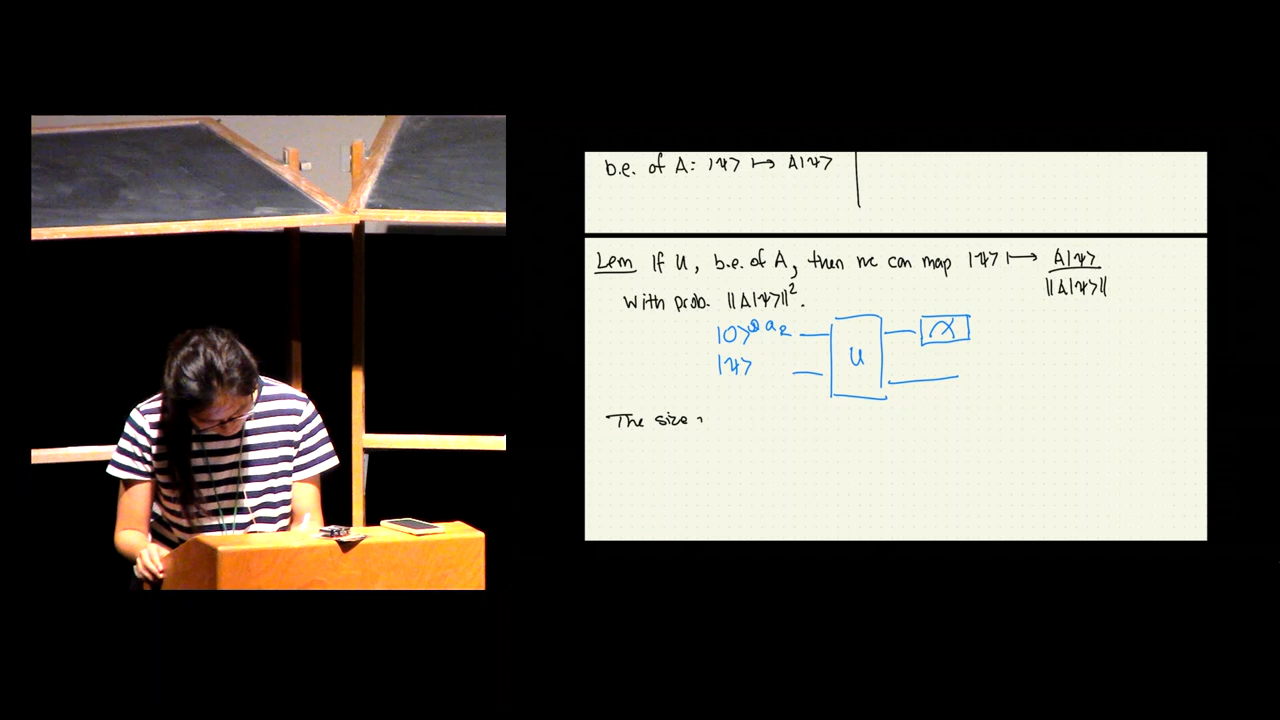 b.e. of A: |ψ⟩ ↦ A|ψ⟩
Lem If U, b.e. of A, then we can map |ψ⟩ ↦ A|ψ⟩ / ‖A|ψ⟩‖
with prob. ‖A|ψ⟩‖².
|0⟩^⊗a_R
|ψ⟩
U
The size